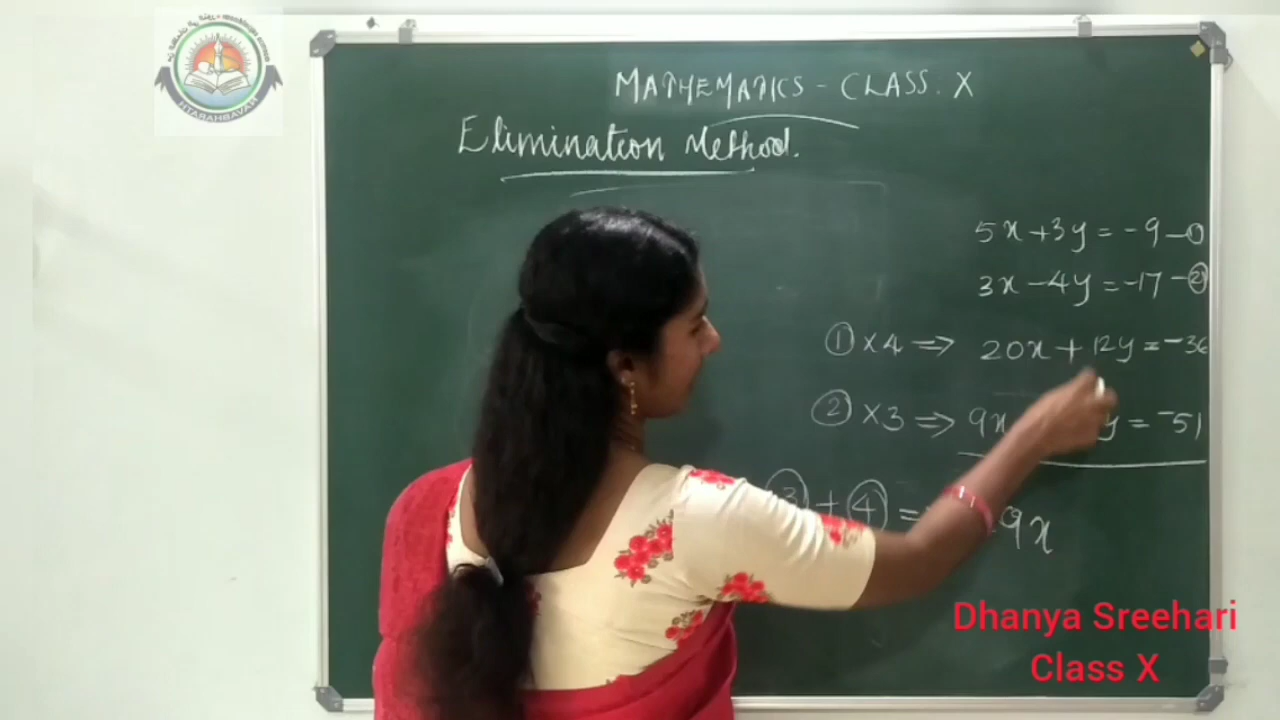 MATHEMATICS - CLASS . X
Elimination Method.
5x + 3y = -9 - ①
3x - 4y = -17 - ②
① × 4 ⇒ 20x + 12y = -36
② × 3 ⇒ 9x y = -51
③ + ④ = 9x
Dhanya Sreehari
Class X